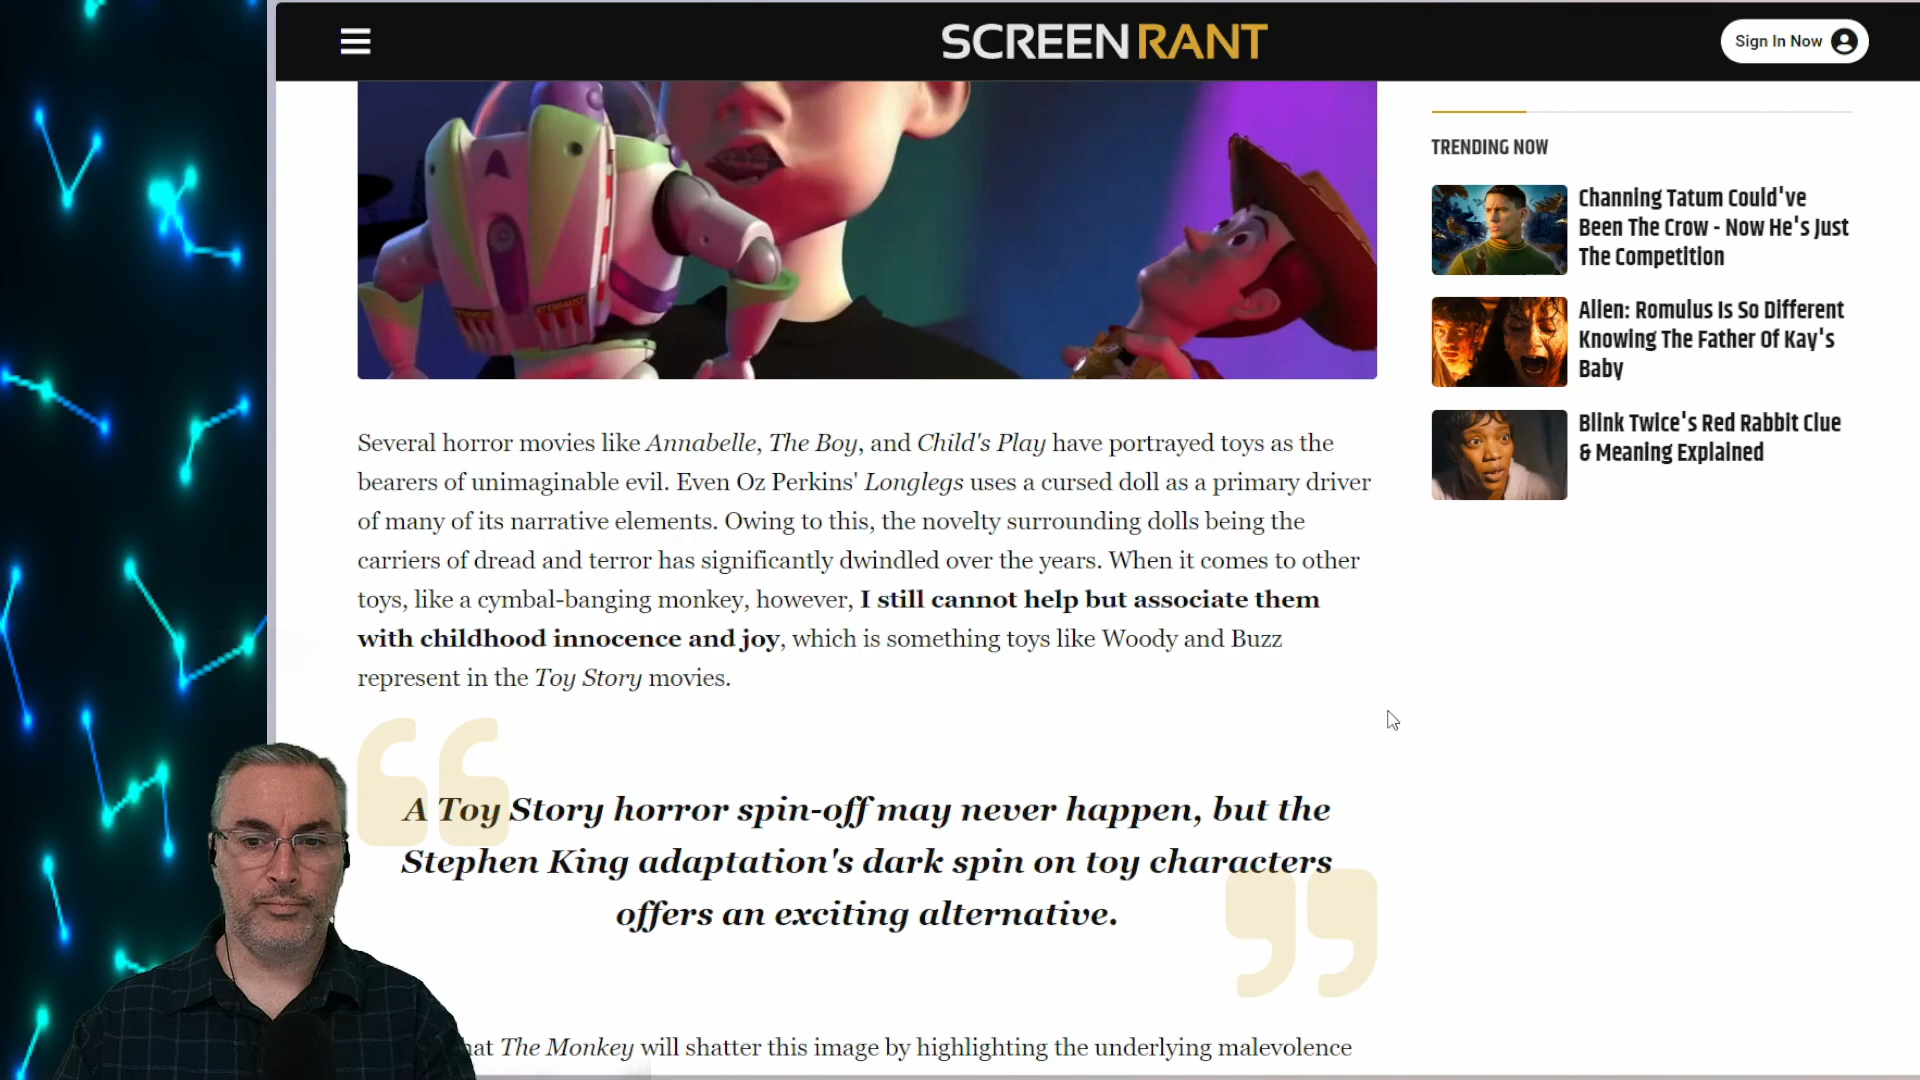 SCREENRANT
Sign In Now
TRENDING NOW
Channing Tatum Could've
Been The Crow - Now He's Just
The Competition
Alien: Romulus Is So Different
Knowing The Father Of Kay's
Baby
Blink Twice's Red Rabbit Clue
& Meaning Explained
Several horror movies like Annabelle, The Boy, and Child's Play have portrayed toys as the
bearers of unimaginable evil. Even Oz Perkins' Longlegs uses a cursed doll as a primary driver
of many of its narrative elements. Owing to this, the novelty surrounding dolls being the
carriers of dread and terror has significantly dwindled over the years. When it comes to other
toys, like a cymbal-banging monkey, however, I still cannot help but associate them
with childhood innocence and joy, which is something toys like Woody and Buzz
represent in the Toy Story movies.
A Toy Story horror spin-off may never happen, but the
Stephen King adaptation's dark spin on toy characters
offers an exciting alternative.
The Monkey will shatter this image by highlighting the underlying malevolence